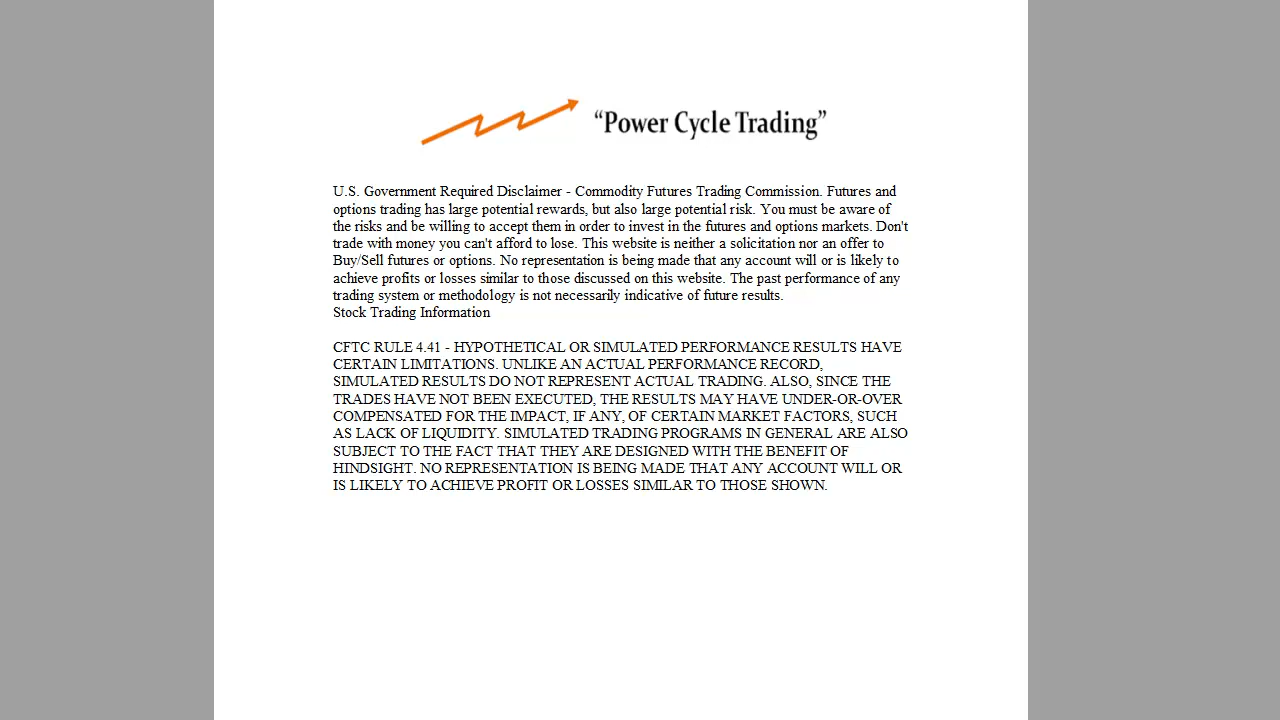 “Power Cycle Trading”
U.S. Government Required Disclaimer - Commodity Futures Trading Commission. Futures and
options trading has large potential rewards, but also large potential risk. You must be aware of
the risks and be willing to accept them in order to invest in the futures and options markets. Don't
trade with money you can't afford to lose. This website is neither a solicitation nor an offer to
Buy/Sell futures or options. No representation is being made that any account will or is likely to
achieve profits or losses similar to those discussed on this website. The past performance of any
trading system or methodology is not necessarily indicative of future results.
Stock Trading Information
CFTC RULE 4.41 - HYPOTHETICAL OR SIMULATED PERFORMANCE RESULTS HAVE
CERTAIN LIMITATIONS. UNLIKE AN ACTUAL PERFORMANCE RECORD,
SIMULATED RESULTS DO NOT REPRESENT ACTUAL TRADING. ALSO, SINCE THE
TRADES HAVE NOT BEEN EXECUTED, THE RESULTS MAY HAVE UNDER-OR-OVER
COMPENSATED FOR THE IMPACT, IF ANY, OF CERTAIN MARKET FACTORS, SUCH
AS LACK OF LIQUIDITY. SIMULATED TRADING PROGRAMS IN GENERAL ARE ALSO
SUBJECT TO THE FACT THAT THEY ARE DESIGNED WITH THE BENEFIT OF
HINDSIGHT. NO REPRESENTATION IS BEING MADE THAT ANY ACCOUNT WILL OR
IS LIKELY TO ACHIEVE PROFIT OR LOSSES SIMILAR TO THOSE SHOWN.